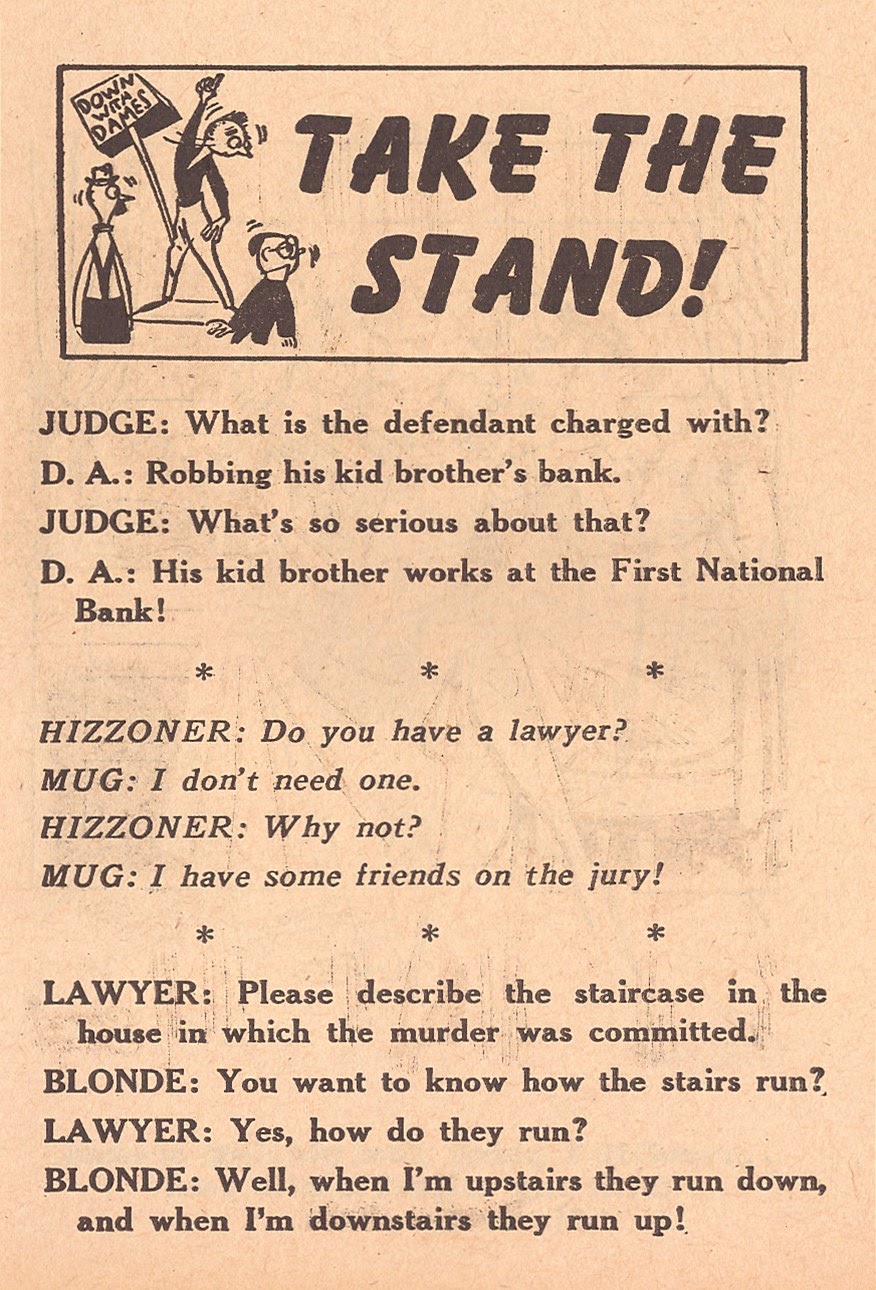 DOWN
WITH
DAMES
TAKE THE
STAND!
JUDGE: What is the defendant charged with?
D. A.: Robbing his kid brother's bank.
JUDGE: What's so serious about that?
D. A.: His kid brother works at the First National
Bank!
* * *
HIZZONER: Do you have a lawyer?
MUG: I don't need one.
HIZZONER: Why not?
MUG: I have some friends on the jury!
* * *
LAWYER: Please describe the staircase in the
house in which the murder was committed.
BLONDE: You want to know how the stairs run?
LAWYER: Yes, how do they run?
BLONDE: Well, when I'm upstairs they run down,
and when I'm downstairs they run up!